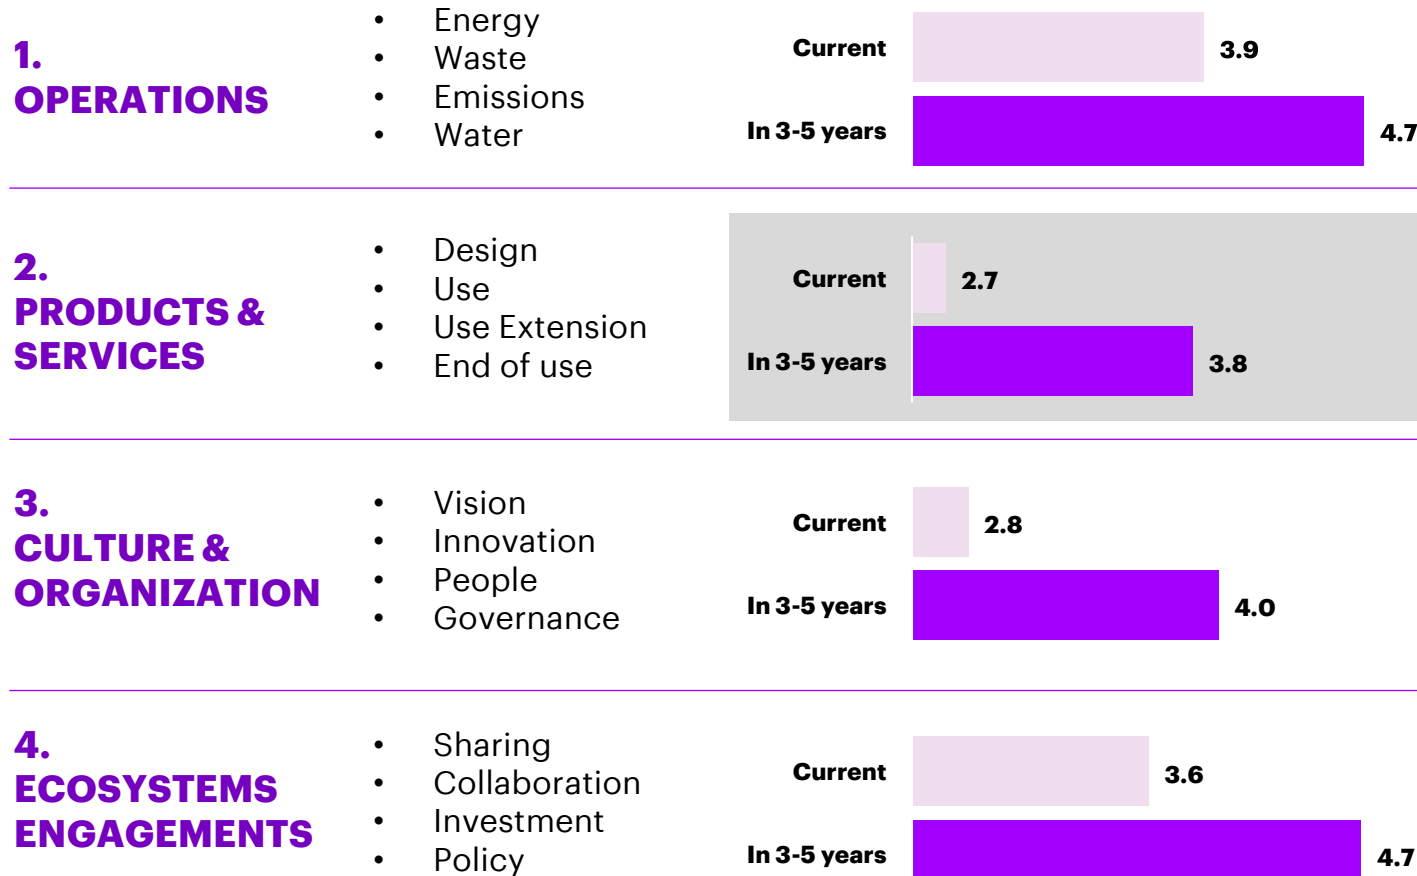 1.
OPERATIONS
• Energy
• Waste
• Emissions
• Water
Current
3.9
In 3-5 years
4.7
2.
PRODUCTS &
SERVICES
• Design
• Use
• Use Extension
• End of use
Current
2.7
In 3-5 years
3.8
3.
CULTURE &
ORGANIZATION
• Vision
• Innovation
• People
• Governance
Current
2.8
In 3-5 years
4.0
4.
ECOSYSTEMS
ENGAGEMENTS
• Sharing
• Collaboration
• Investment
• Policy
Current
3.6
In 3-5 years
4.7